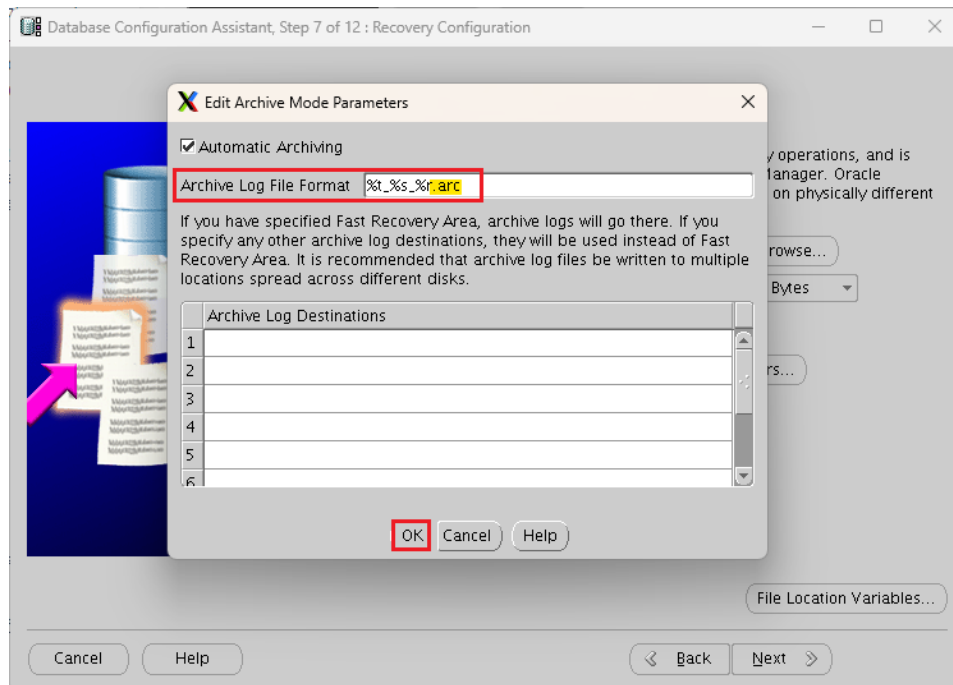 Database Configuration Assistant, Step 7 of 12 : Recovery Configuration
Edit Archive Mode Parameters
Automatic Archiving
Archive Log File Format %t_%s_%r.arc
If you have specified Fast Recovery Area, archive logs will go there. If you
specify any other archive log destinations, they will be used instead of Fast
Recovery Area. It is recommended that archive log files be written to multiple
locations spread across different disks.
Archive Log Destinations
1
2
3
4
5
6
OK Cancel Help
y operations, and is
Manager. Oracle
on physically different
rowse...
Bytes
rs...
File Location Variables...
Cancel Help Back Next